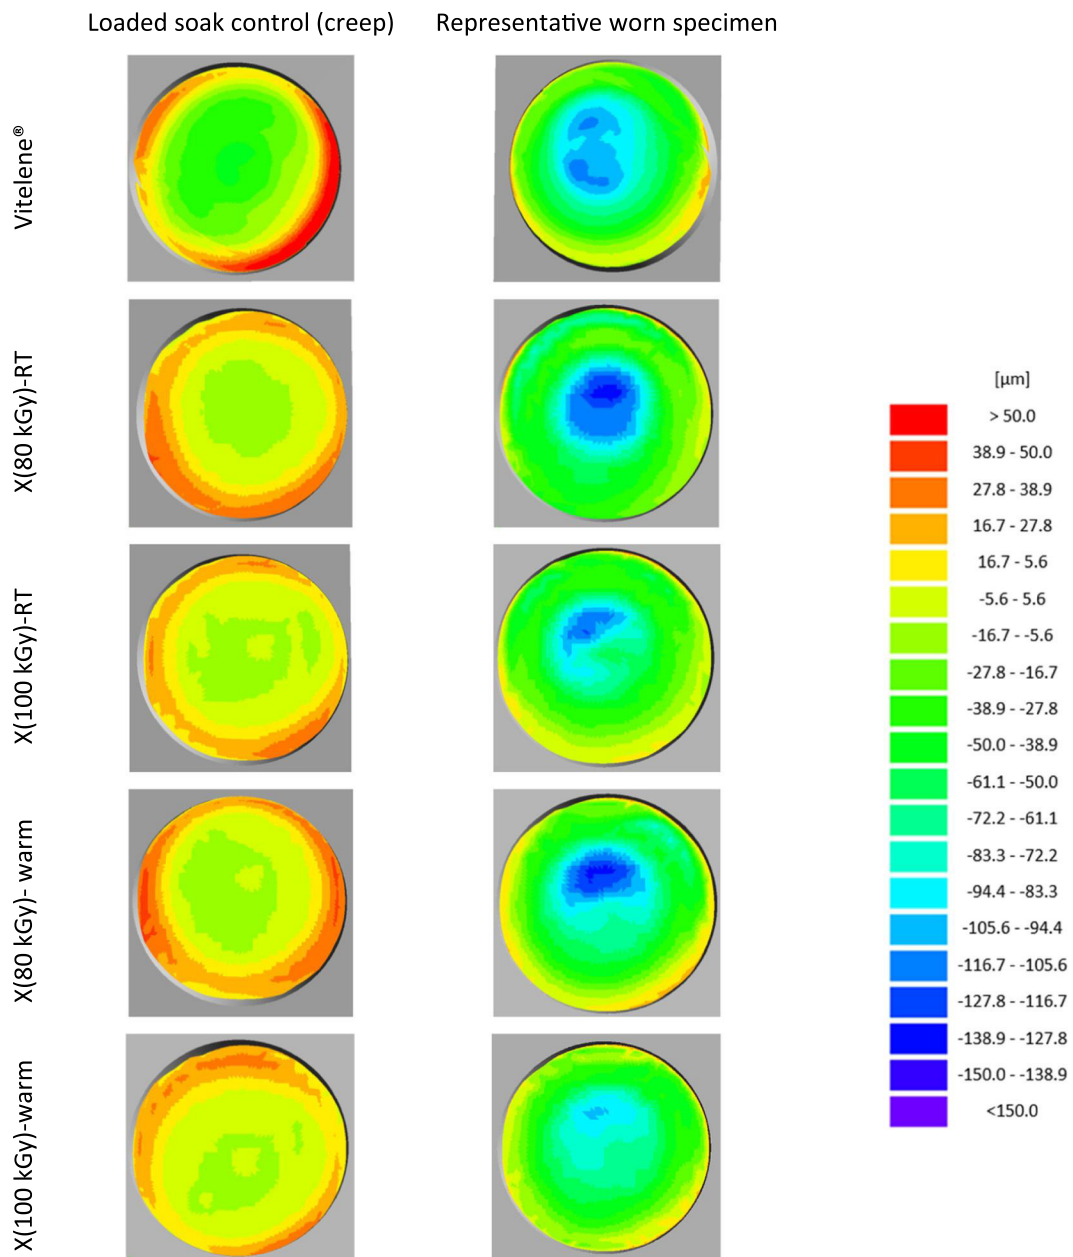 Loaded soak control (creep)
Representative worn specimen
Vitelene®
X(80 kGy)-RT
X(100 kGy)-RT
X(80 kGy)- warm
X(100 kGy)-warm
[µm]
> 50.0
38.9 - 50.0
27.8 - 38.9
16.7 - 27.8
16.7 - 5.6
-5.6 - 5.6
-16.7 - -5.6
-27.8 - -16.7
-38.9 - -27.8
-50.0 - -38.9
-61.1 - -50.0
-72.2 - -61.1
-83.3 - -72.2
-94.4 - -83.3
-105.6 - -94.4
-116.7 - -105.6
-127.8 - -116.7
-138.9 - -127.8
-150.0 - -138.9
<150.0